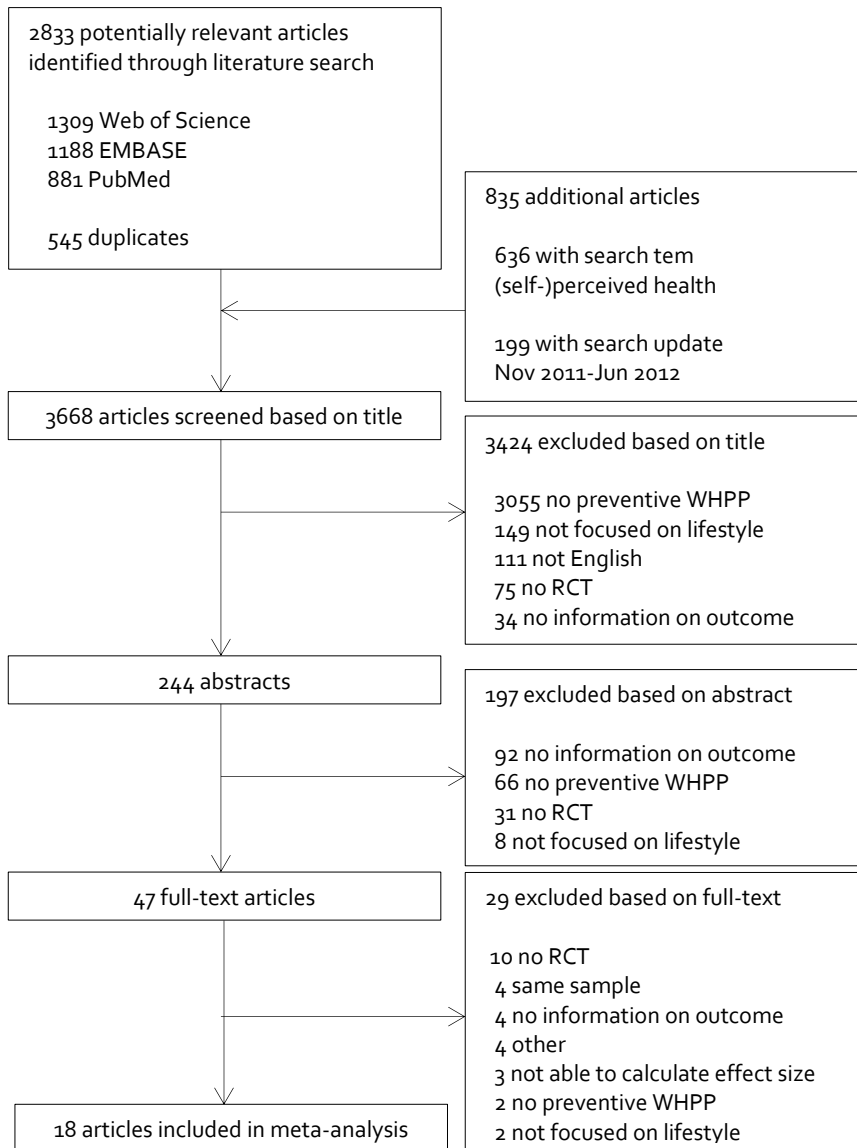 2833 potentially relevant articles
identified through literature search
1309 Web of Science
1188 EMBASE
881 PubMed
545 duplicates
835 additional articles
636 with search tem
(self-)perceived health
199 with search update
Nov 2011-Jun 2012
3668 articles screened based on title
3424 excluded based on title
3055 no preventive WHPP
149 not focused on lifestyle
111 not English
75 no RCT
34 no information on outcome
244 abstracts
197 excluded based on abstract
92 no information on outcome
66 no preventive WHPP
31 no RCT
8 not focused on lifestyle
47 full-text articles
29 excluded based on full-text
10 no RCT
4 same sample
4 no information on outcome
4 other
3 not able to calculate effect size
2 no preventive WHPP
2 not focused on lifestyle
18 articles included in meta-analysis